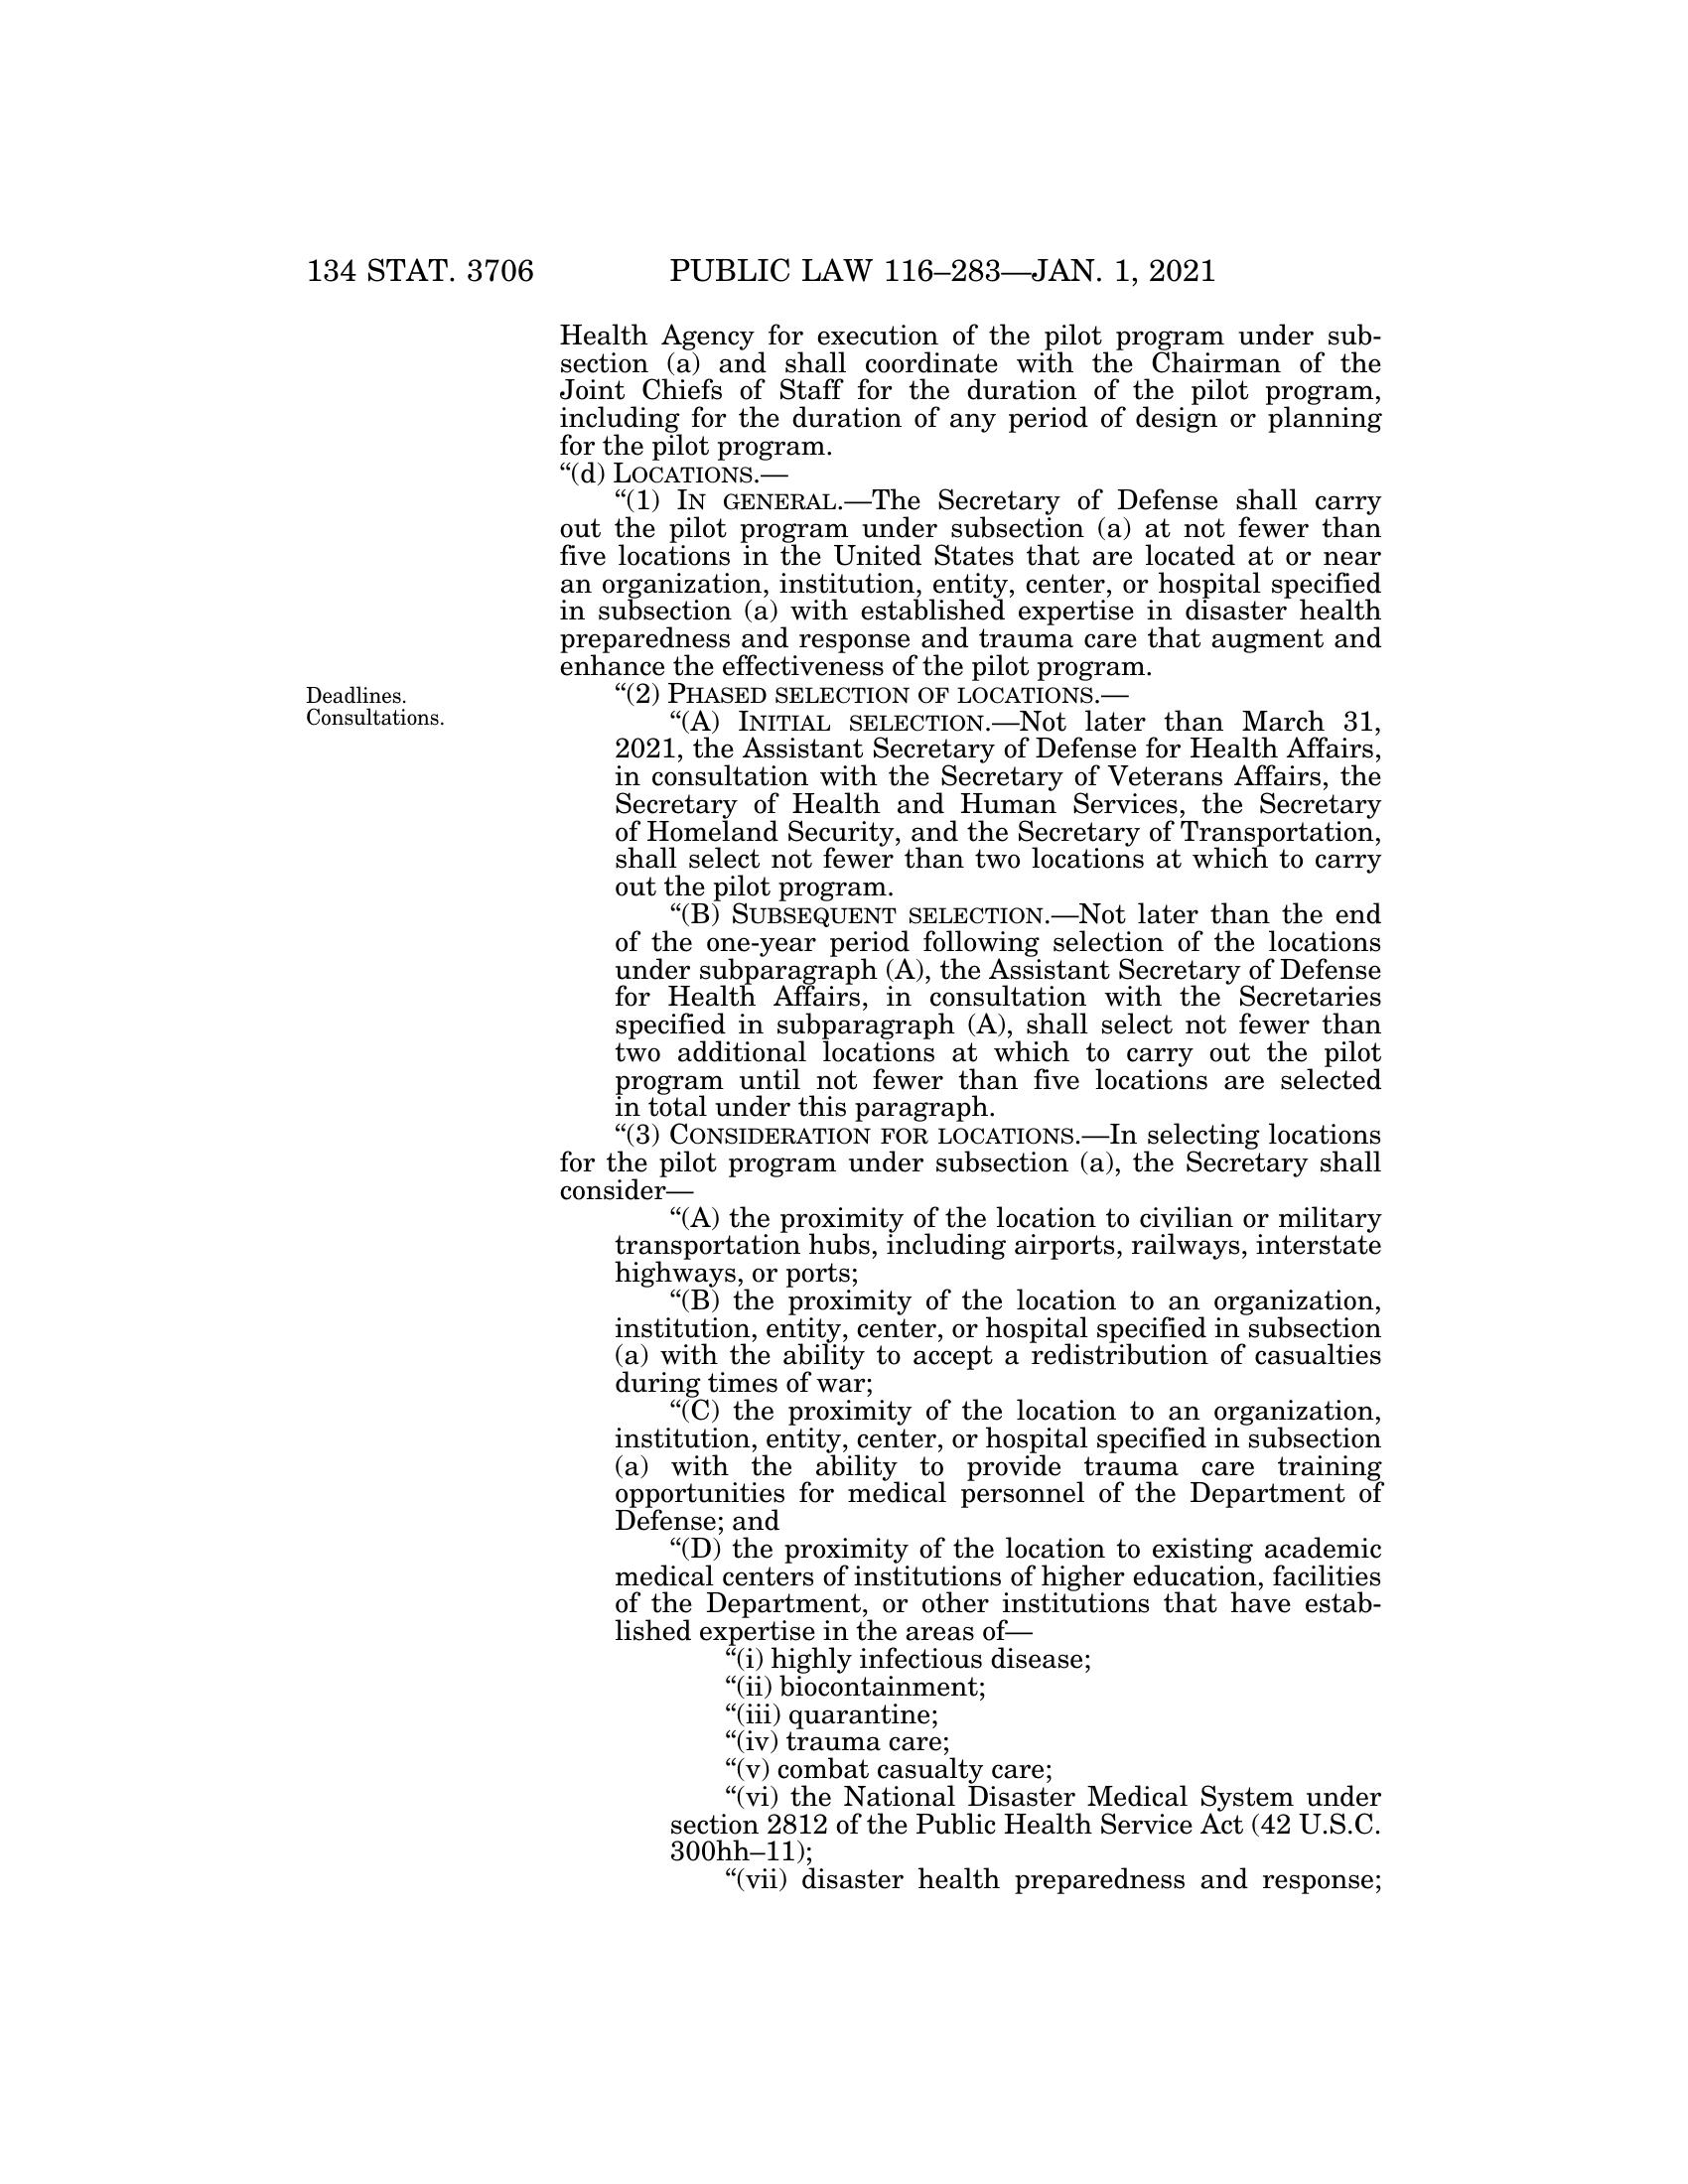 134 STAT. 3706
PUBLIC LAW 116–283—JAN. 1, 2021
Health Agency for execution of the pilot program under sub-
section (a) and shall coordinate with the Chairman of the
Joint Chiefs of Staff for the duration of the pilot program,
including for the duration of any period of design or planning
for the pilot program.
“(d) LOCATIONS.—
“(1) IN GENERAL.—The Secretary of Defense shall carry
out the pilot program under subsection (a) at not fewer than
five locations in the United States that are located at or near
an organization, institution, entity, center, or hospital specified
in subsection (a) with established expertise in disaster health
preparedness and response and trauma care that augment and
enhance the effectiveness of the pilot program.
Deadlines.
Consultations.
“(2) PHASED SELECTION OF LOCATIONS.—
“(A) INITIAL SELECTION.—Not later than March 31,
2021, the Assistant Secretary of Defense for Health Affairs,
in consultation with the Secretary of Veterans Affairs, the
Secretary of Health and Human Services, the Secretary
of Homeland Security, and the Secretary of Transportation,
shall select not fewer than two locations at which to carry
out the pilot program.
“(B) SUBSEQUENT SELECTION.—Not later than the end
of the one-year period following selection of the locations
under subparagraph (A), the Assistant Secretary of Defense
for Health Affairs, in consultation with the Secretaries
specified in subparagraph (A), shall select not fewer than
two additional locations at which to carry out the pilot
program until not fewer than five locations are selected
in total under this paragraph.
“(3) CONSIDERATION FOR LOCATIONS.—In selecting locations
for the pilot program under subsection (a), the Secretary shall
consider—
“(A) the proximity of the location to civilian or military
transportation hubs, including airports, railways, interstate
highways, or ports;
“(B) the proximity of the location to an organization,
institution, entity, center, or hospital specified in subsection
(a) with the ability to accept a redistribution of casualties
during times of war;
“(C) the proximity of the location to an organization,
institution, entity, center, or hospital specified in subsection
(a) with the ability to provide trauma care training
opportunities for medical personnel of the Department of
Defense; and
“(D) the proximity of the location to existing academic
medical centers of institutions of higher education, facilities
of the Department, or other institutions that have estab-
lished expertise in the areas of—
“(i) highly infectious disease;
“(ii) biocontainment;
“(iii) quarantine;
“(iv) trauma care;
“(v) combat casualty care;
“(vi) the National Disaster Medical System under
section 2812 of the Public Health Service Act (42 U.S.C.
300hh–11);
“(vii) disaster health preparedness and response;